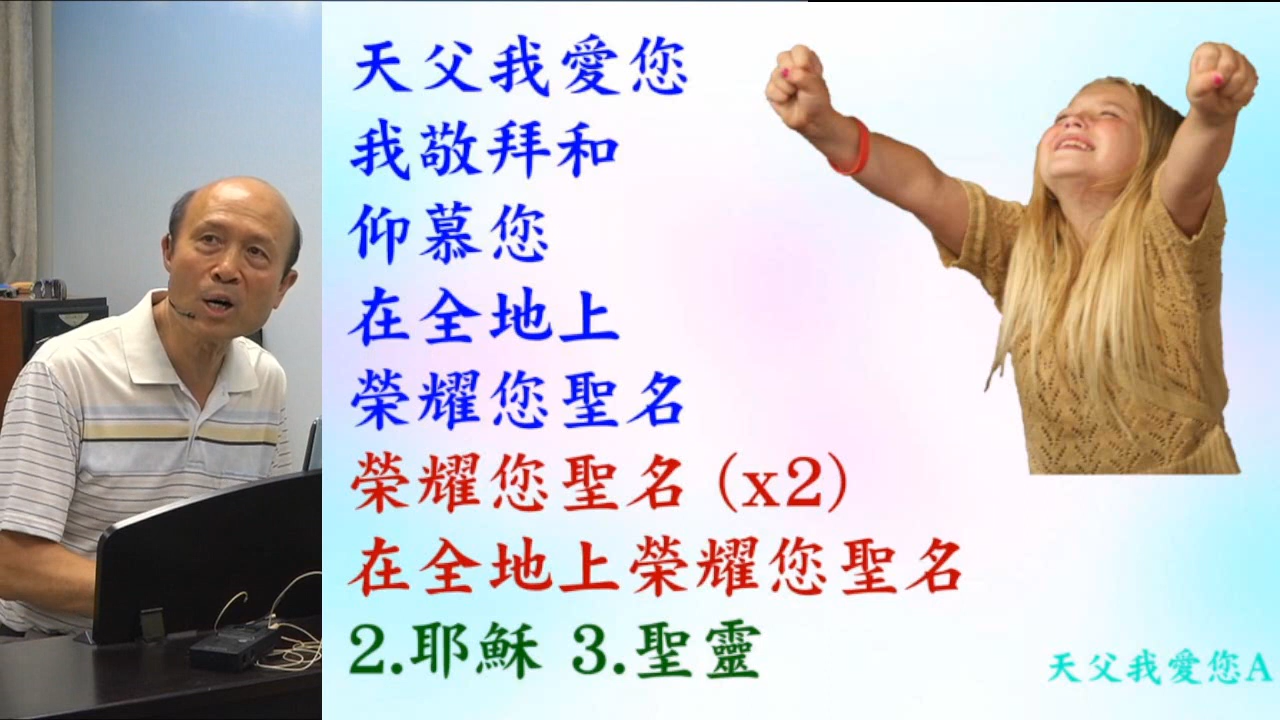 天父我愛您
我敬拜和
仰慕您
在全地上
榮耀您聖名
榮耀您聖名 (x2)
在全地上榮耀您聖名
2.耶穌 3.聖靈
天父我愛您A